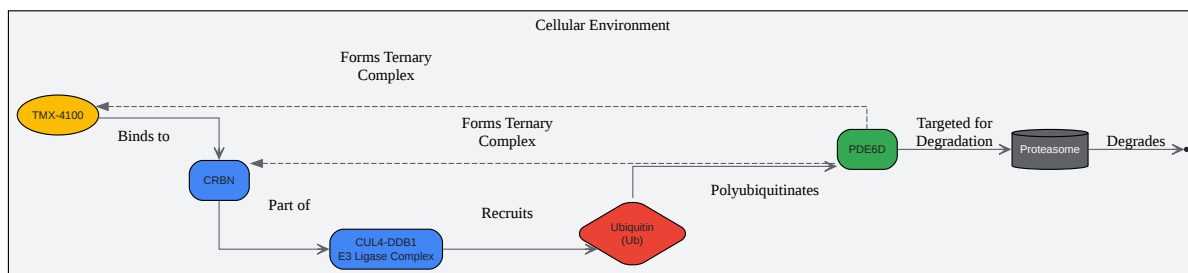 Cellular Environment
Forms Ternary
Complex
TMX-4100
Binds to
Forms Ternary
Complex
Targeted for
Degradation
PDE6D
Proteasome
Degrades
CRBN
Part of
Recruits
Polyubiquitinates
Ubiquitin
(Ub)
CUL4-DDB1
E3 Ligase Complex